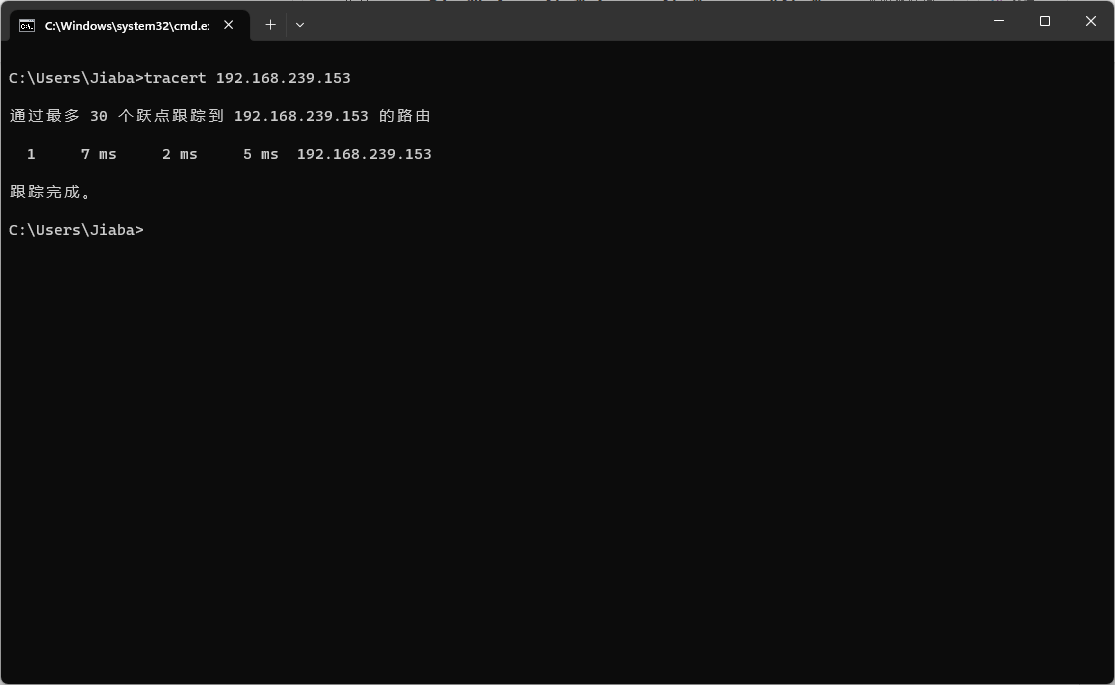 C:\Windows\system32\cmd.e
C:\Users\Jiaba>tracert 192.168.239.153
通过最多 30 个跃点跟踪到 192.168.239.153 的路由
1 7 ms 2 ms 5 ms 192.168.239.153
跟踪完成。
C:\Users\Jiaba>